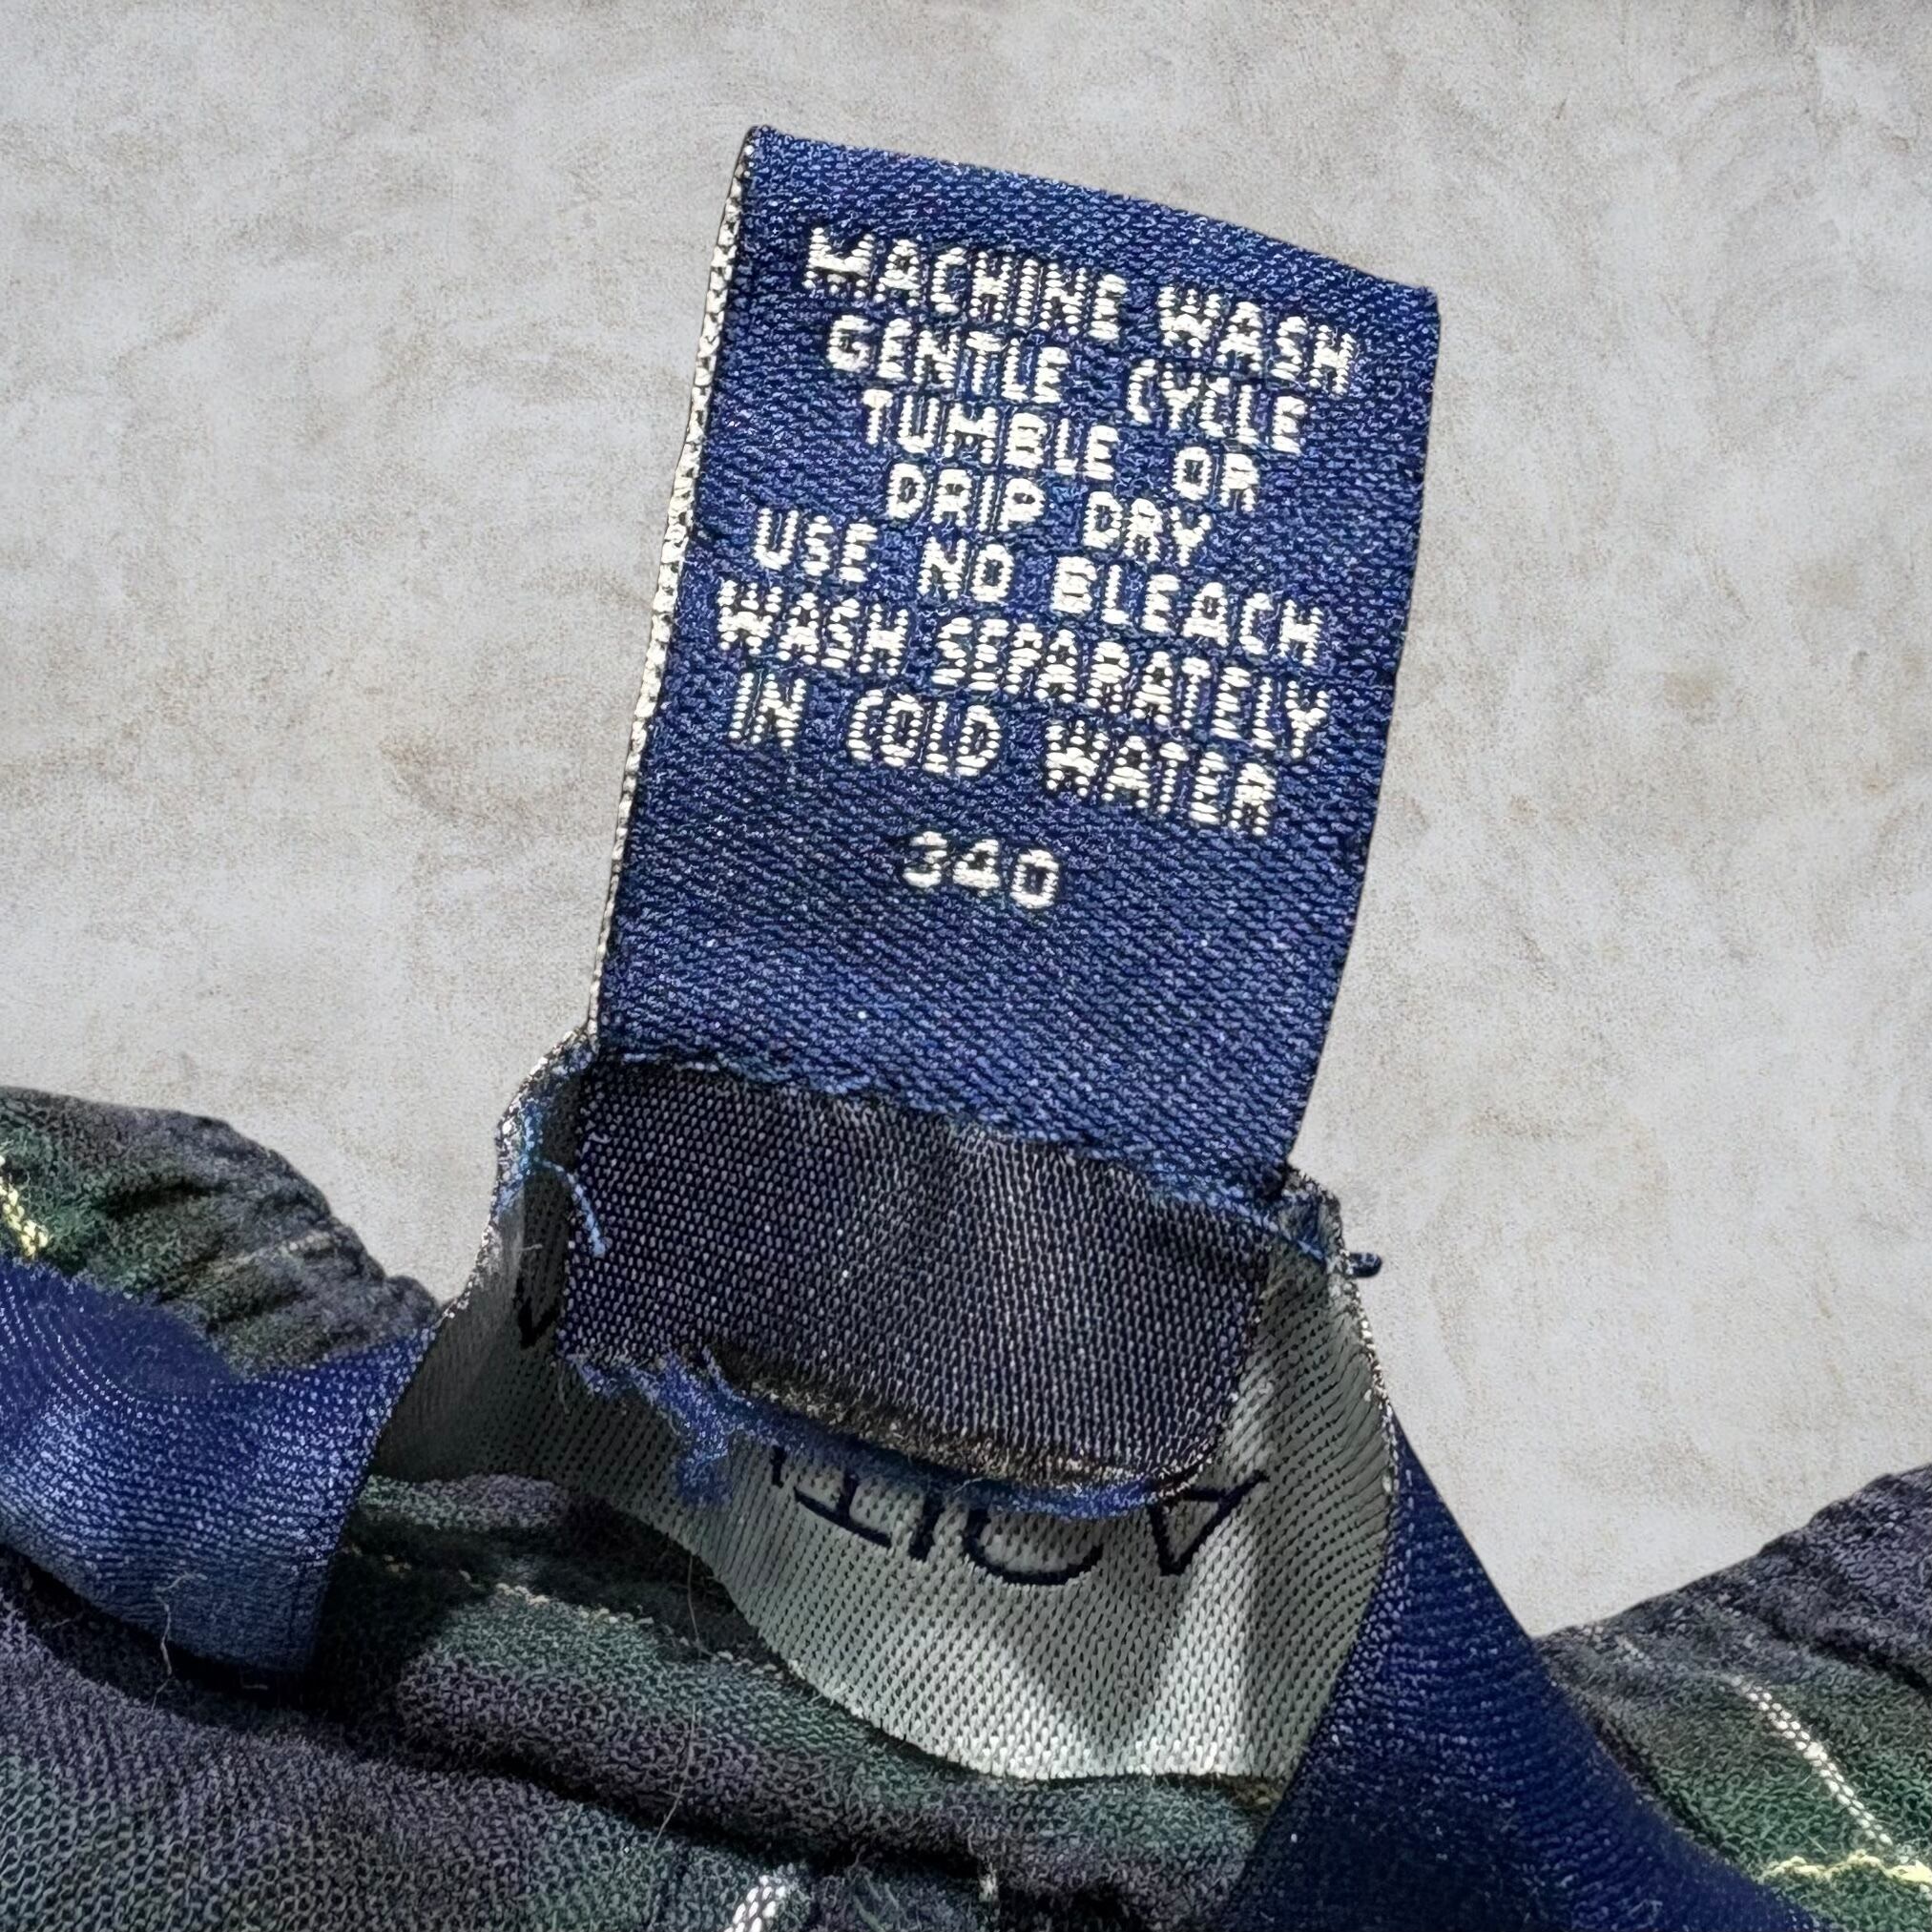 MACHINE WASH
GENTLE CYCLE
TUMBLE OR
DRIP DRY
USE NO BLEACH
WASH SEPARATELY
IN COLD WATER
340